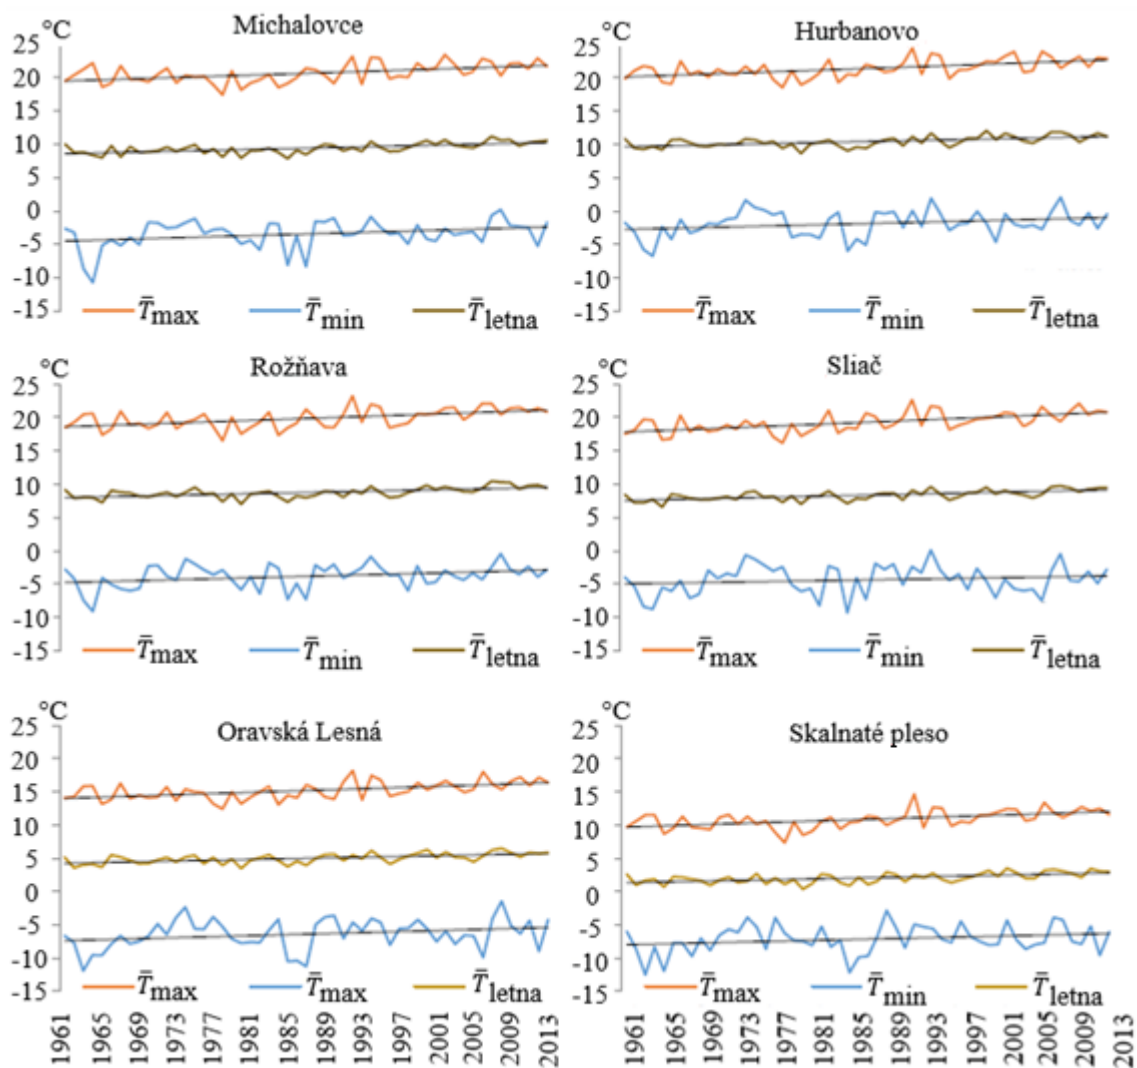 °C
Michalovce
25
20
15
10
5
0
-5
-10
-15
T̄max T̄min T̄letna
°C
Hurbanovo
25
20
15
10
5
0
-5
-10
-15
T̄max T̄min T̄letna
°C
Rožňava
25
20
15
10
5
0
-5
-10
-15
T̄max T̄min T̄letna
°C
Sliač
25
20
15
10
5
0
-5
-10
-15
T̄max T̄min T̄letna
°C
Oravská Lesná
25
20
15
10
5
0
-5
-10
-15
T̄max T̄max T̄letna
1961 1965 1969 1973 1977 1981 1985 1989 1993 1997 2001 2005 2009 2013
°C
Skalnaté pleso
25
20
15
10
5
0
-5
-10
-15
T̄max T̄min T̄letna
1961 1965 1969 1973 1977 1981 1985 1989 1993 1997 2001 2005 2009 2013